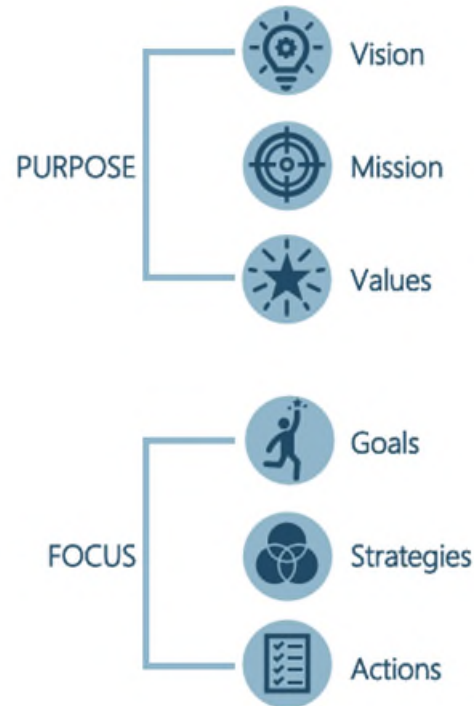 Vision
PURPOSE
Mission
Values
Goals
FOCUS
Strategies
Actions